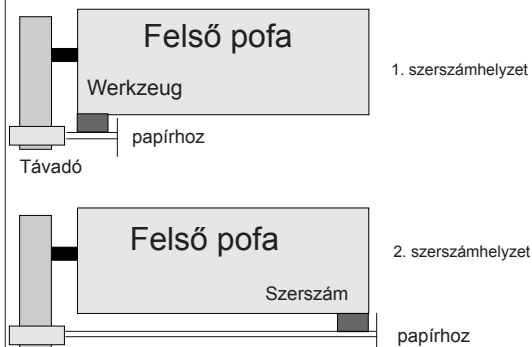 Felső pofa
1. szerszámhelyzet
Werkzeug
papírhoz
Távadó
Felső pofa
2. szerszámhelyzet
Szerszám
papírhoz